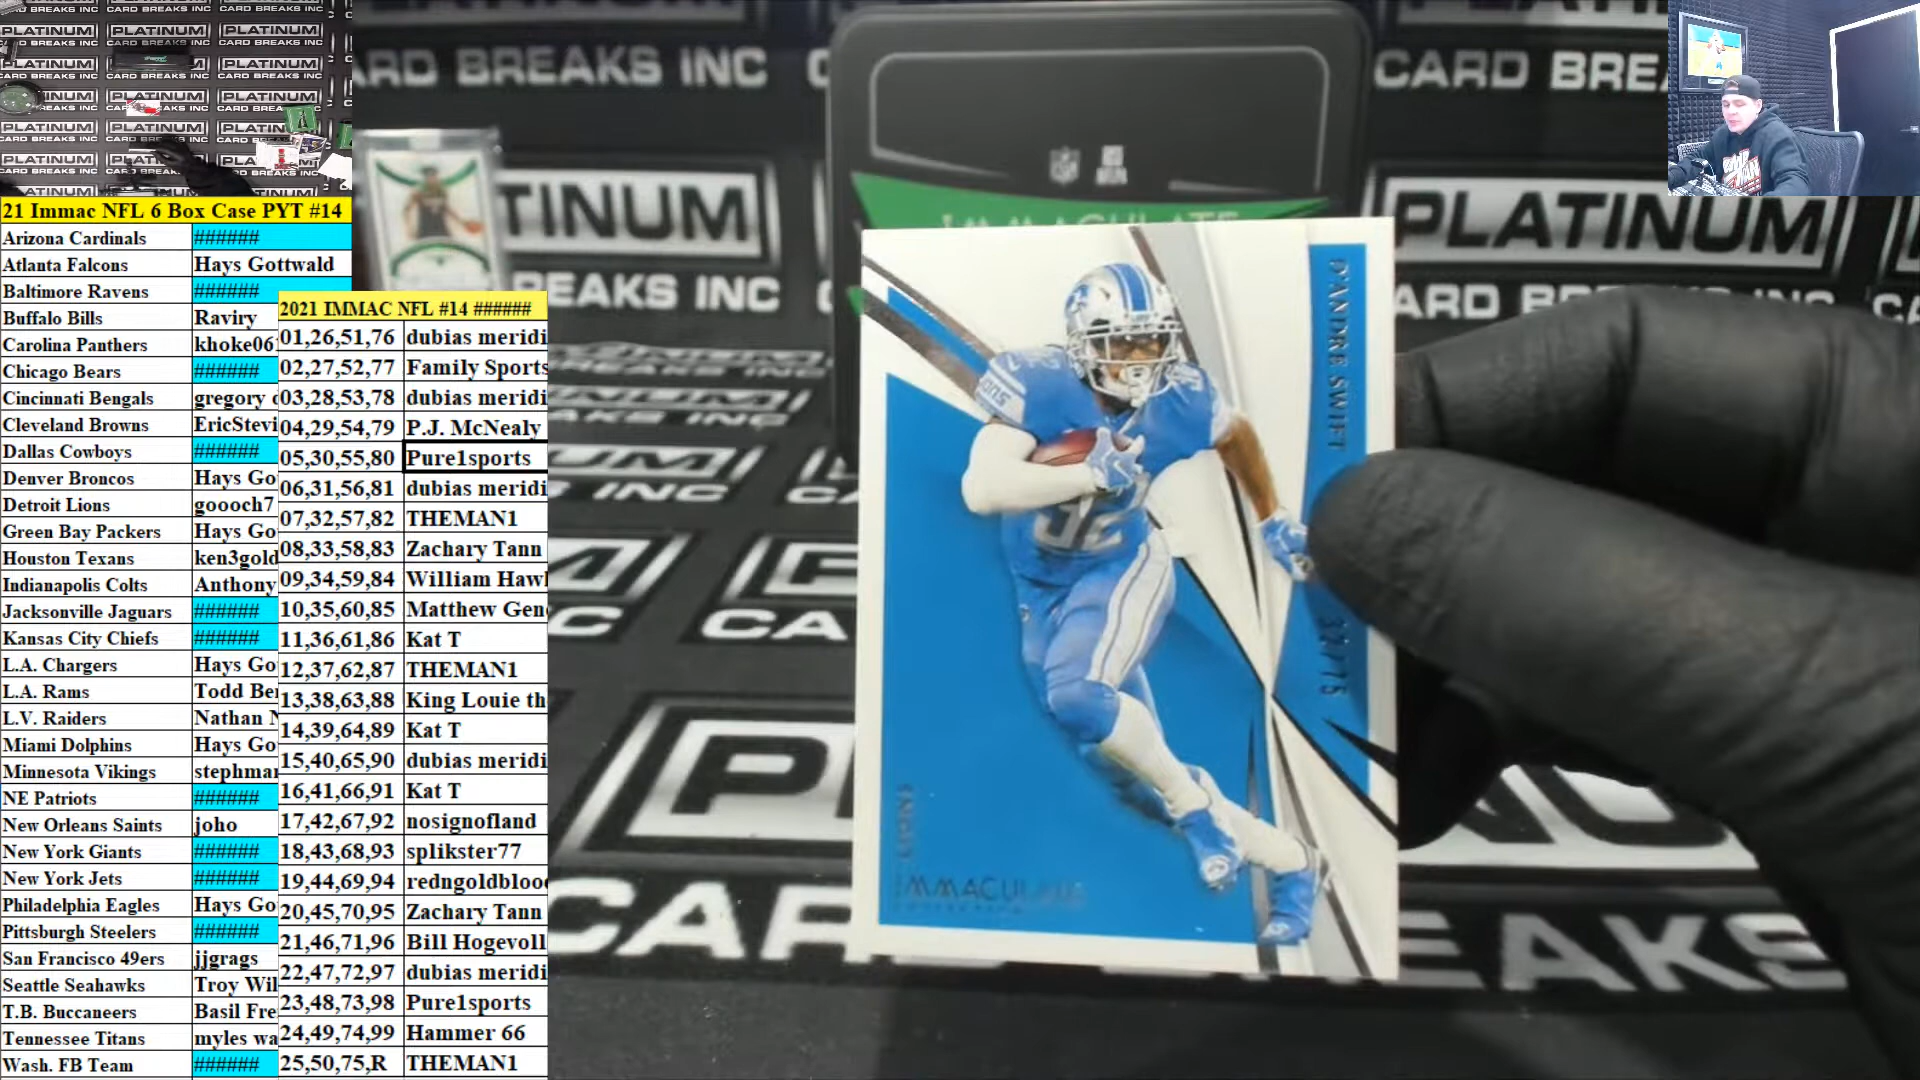 21 Immac NFL 6 Box Case PYT #14
Arizona Cardinals ######
Atlanta Falcons Hays Gottwald
Baltimore Ravens ######
Buffalo Bills Raviry
Carolina Panthers khoke06
Chicago Bears ######
Cincinnati Bengals gregory
Cleveland Browns EricStevi
Dallas Cowboys ######
Denver Broncos Hays Go
Detroit Lions goooch7
Green Bay Packers Hays Go
Houston Texans ken3gold
Indianapolis Colts Anthony
Jacksonville Jaguars ######
Kansas City Chiefs ######
L.A. Chargers Hays Go
L.A. Rams Todd Be
L.V. Raiders Nathan
Miami Dolphins Hays Go
Minnesota Vikings stephma
NE Patriots ######
New Orleans Saints joho
New York Giants ######
New York Jets ######
Philadelphia Eagles Hays Go
Pittsburgh Steelers ######
San Francisco 49ers jjgrags
Seattle Seahawks Troy Wil
T.B. Buccaneers Basil Fre
Tennessee Titans myles wa
Wash. FB Team ######
2021 IMMAC NFL #14 ######
01,26,51,76 dubias meridi
02,27,52,77 Family Sports
03,28,53,78 dubias meridi
04,29,54,79 P.J. McNealy
05,30,55,80 Pure1sports
06,31,56,81 dubias meridi
07,32,57,82 THEMAN1
08,33,58,83 Zachary Tann
09,34,59,84 William Hawl
10,35,60,85 Matthew Gen
11,36,61,86 Kat T
12,37,62,87 THEMAN1
13,38,63,88 King Louie th
14,39,64,89 Kat T
15,40,65,90 dubias meridi
16,41,66,91 Kat T
17,42,67,92 nosignofland
18,43,68,93 splikster77
19,44,69,94 redngoldbloo
20,45,70,95 Zachary Tann
21,46,71,96 Bill Hogevoll
22,47,72,97 dubias meridi
23,48,73,98 Pure1sports
24,49,74,99 Hammer 66
25,50,75,R THEMAN1
D'ANDRE SWIFT
32
LIONS
IMMACULATE
COLLECTION
IMMACULATE
NFL
PLATINUM
CARD BREAKS INC